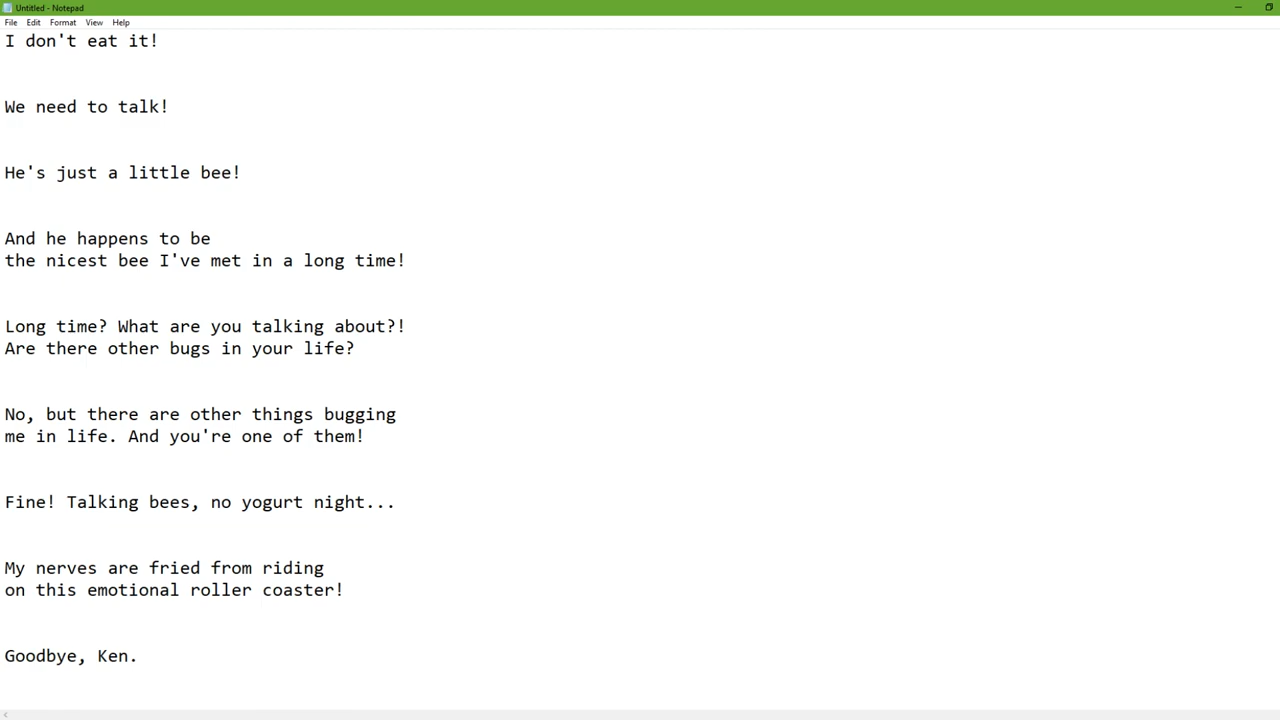 Untitled - Notepad
File Edit Format View Help
I don't eat it!
We need to talk!
He's just a little bee!
And he happens to be
the nicest bee I've met in a long time!
Long time? What are you talking about?!
Are there other bugs in your life?
No, but there are other things bugging
me in life. And you're one of them!
Fine! Talking bees, no yogurt night...
My nerves are fried from riding
on this emotional roller coaster!
Goodbye, Ken.